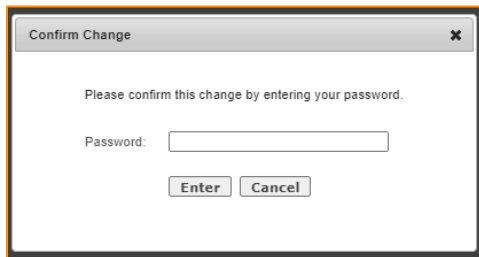 Confirm Change
Please confirm this change by entering your password.
Password:
Enter Cancel